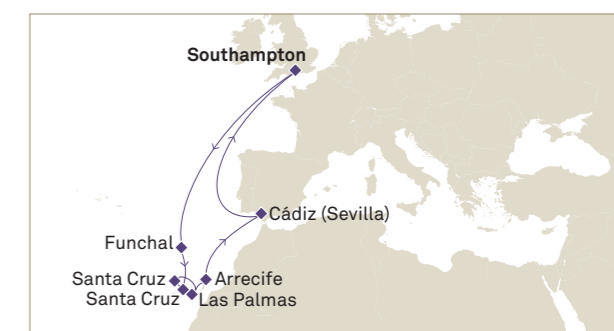 Southampton
Cádiz (Sevilla)
Funchal
Santa Cruz
Arrecife
Santa Cruz
Las Palmas